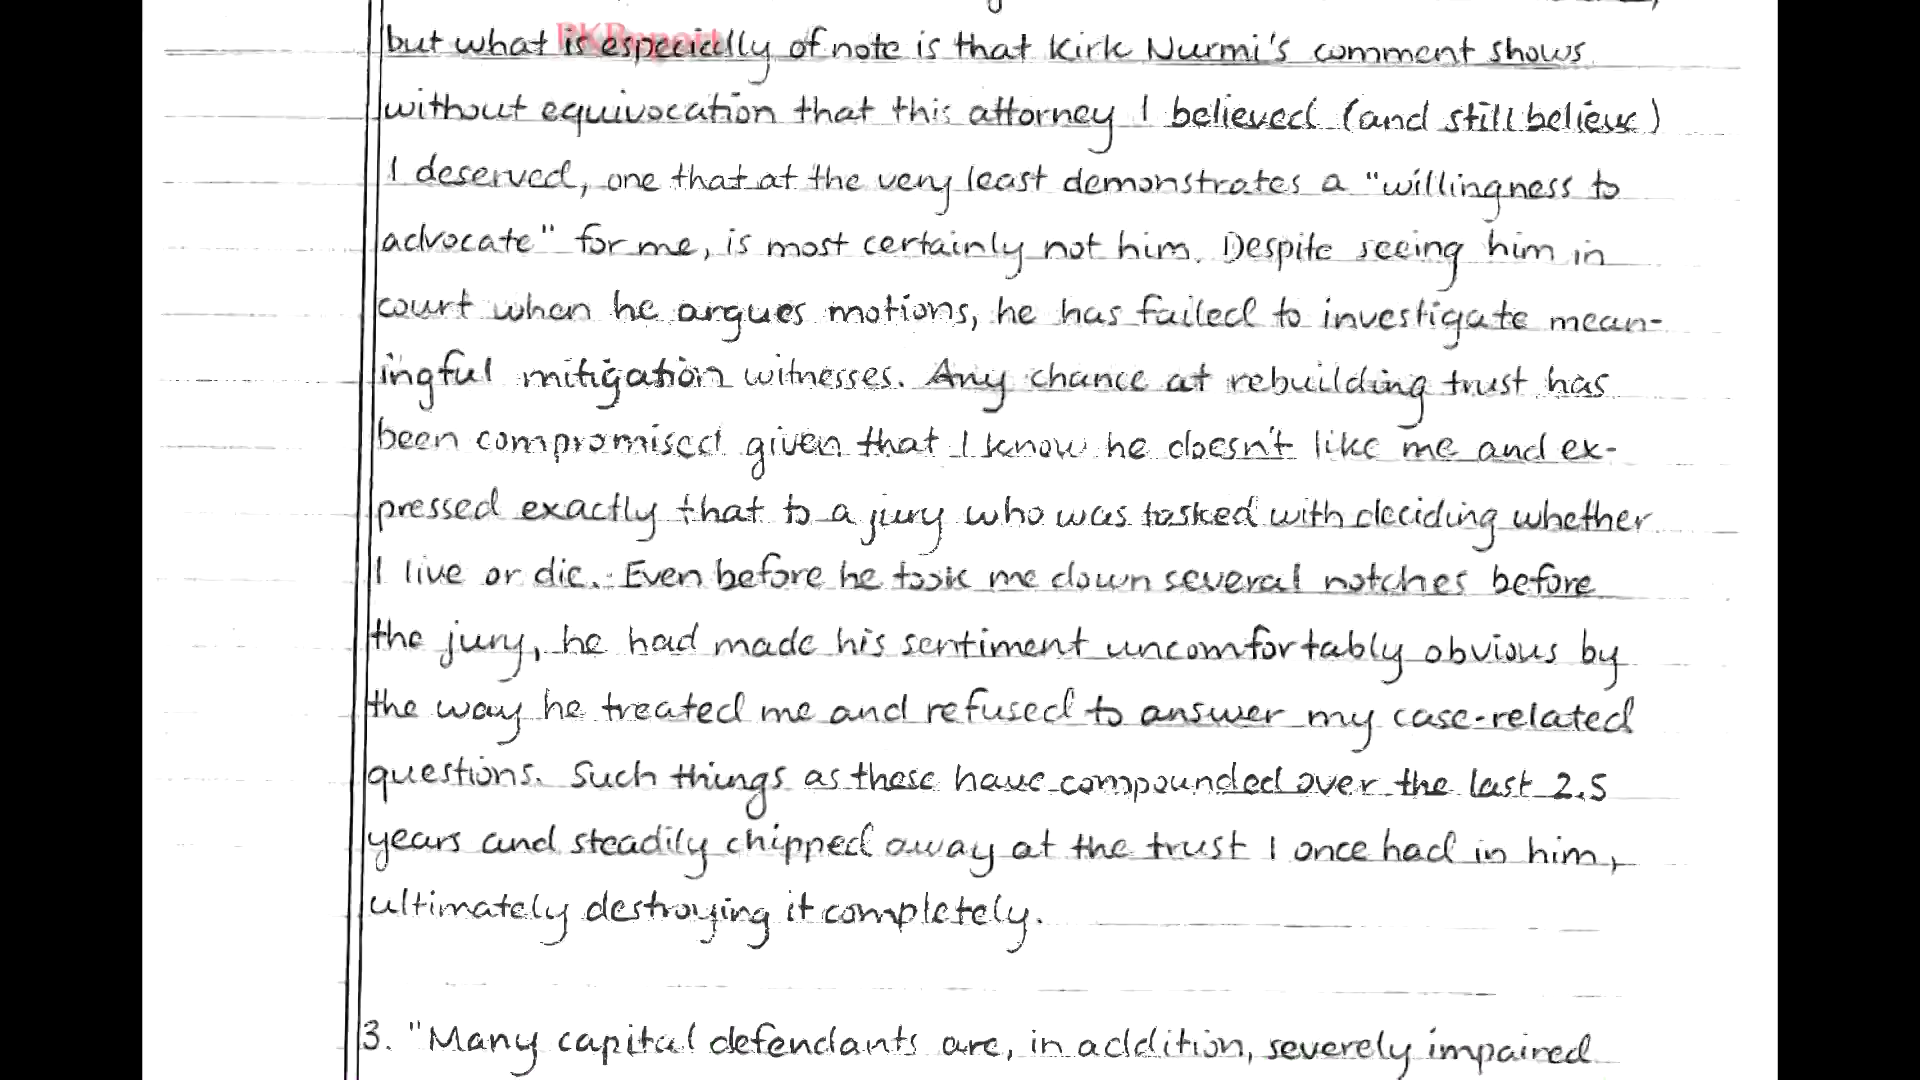 but what is especially of note is that Kirk Nurmi's comment shows
without equivocation that this attorney I believed (and still believe)
I deserved, one that at the very least demonstrates a "willingness to
advocate" for me, is most certainly not him. Despite seeing him in
court when he argues motions, he has failed to investigate mean-
ingful mitigation witnesses. Any chance at rebuilding trust has
been compromised given that I know he doesn't like me and ex-
pressed exactly that to a jury who was tasked with deciding whether
I live or die. Even before he took me down several notches before
the jury, he had made his sentiment uncomfortably obvious by
the way he treated me and refused to answer my case-related
questions. Such things as these have compounded over the last 2.5
years and steadily chipped away at the trust I once had in him,
ultimately destroying it completely.
3. "Many capital defendants are, in addition, severely impaired